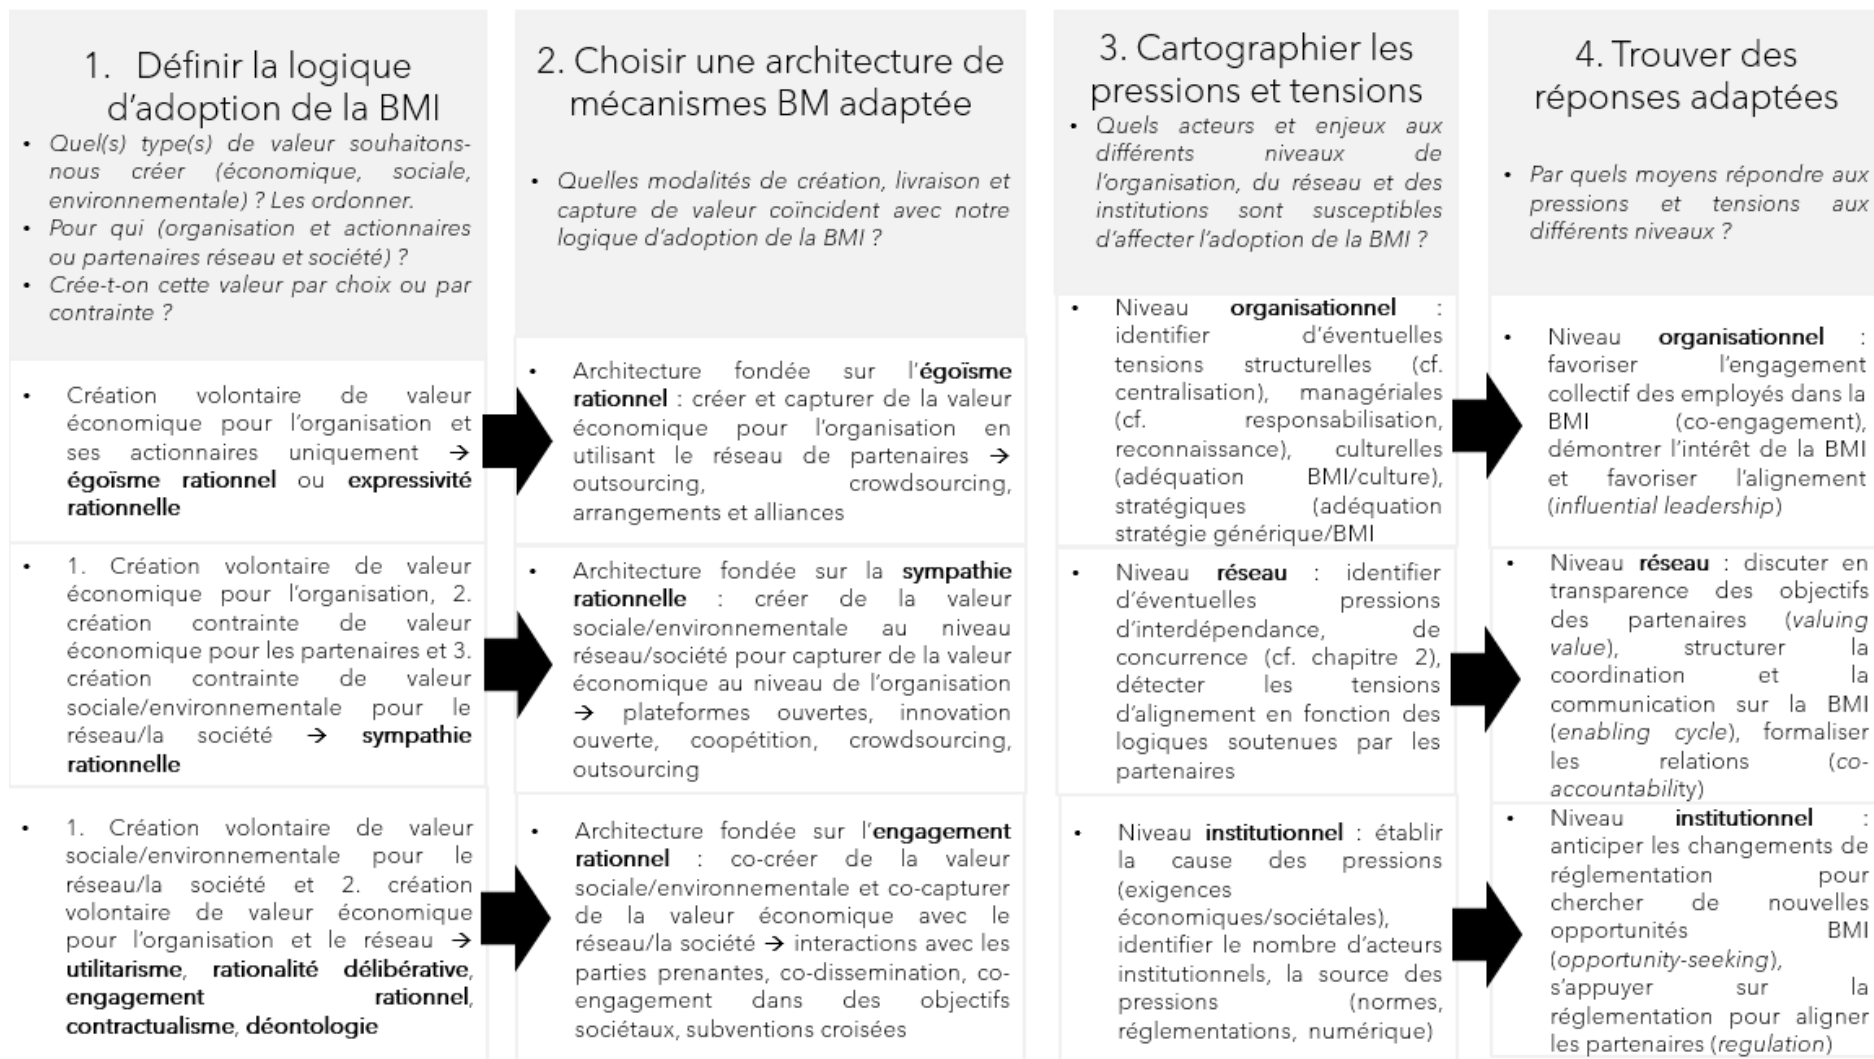 1. Définir la logique
d'adoption de la BMI
• Quel(s) type(s) de valeur souhaitons-
nous créer (économique, sociale,
environnementale) ? Les ordonner.
• Pour qui (organisation et actionnaires
ou partenaires réseau et société) ?
• Crée-t-on cette valeur par choix ou par
contrainte ?
• Création volontaire de valeur
économique pour l'organisation et
ses actionnaires uniquement →
égoïsme rationnel ou expressivité
rationnelle
• 1. Création volontaire de valeur
économique pour l'organisation, 2.
création contrainte de valeur
économique pour les partenaires et 3.
création contrainte de valeur
sociale/environnementale pour le
réseau/la société → sympathie
rationnelle
• 1. Création volontaire de valeur
sociale/environnementale pour le
réseau/la société et 2. création
volontaire de valeur économique
pour l'organisation et le réseau →
utilitarisme, rationalité délibérative,
engagement rationnel,
contractualisme, déontologie
2. Choisir une architecture de
mécanismes BM adaptée
• Quelles modalités de création, livraison et
capture de valeur coïncident avec notre
logique d'adoption de la BMI ?
• Architecture fondée sur l'égoïsme
rationnel : créer et capturer de la valeur
économique pour l'organisation en
utilisant le réseau de partenaires →
outsourcing, crowdsourcing,
arrangements et alliances
• Architecture fondée sur la sympathie
rationnelle : créer de la valeur
sociale/environnementale au niveau
réseau/société pour capturer de la valeur
économique au niveau de l'organisation
→ plateformes ouvertes, innovation
ouverte, coopétition, crowdsourcing,
outsourcing
• Architecture fondée sur l'engagement
rationnel : co-créer de la valeur
sociale/environnementale et co-capturer
de la valeur économique avec le
réseau/la société → interactions avec les
parties prenantes, co-dissemination, co-
engagement dans des objectifs
sociétaux, subventions croisées
3. Cartographier les
pressions et tensions
• Quels acteurs et enjeux aux
différents niveaux de
l'organisation, du réseau et des
institutions sont susceptibles
d'affecter l'adoption de la BMI ?
• Niveau organisationnel :
identifier d'éventuelles
tensions structurelles (cf.
centralisation), managériales
(cf. responsabilisation,
reconnaissance), culturelles
(adéquation BMI/culture),
stratégiques (adéquation
stratégie générique/BMI
• Niveau réseau : identifier
d'éventuelles pressions
d'interdépendance, de
concurrence (cf. chapitre 2),
détecter les tensions
d'alignement en fonction des
logiques soutenues par les
partenaires
• Niveau institutionnel : établir
la cause des pressions
(exigences
économiques/sociétales),
identifier le nombre d'acteurs
institutionnels, la source des
pressions (normes,
réglementations, numérique)
4. Trouver des
réponses adaptées
• Par quels moyens répondre aux
pressions et tensions aux
différents niveaux ?
• Niveau organisationnel :
favoriser l'engagement
collectif des employés dans la
BMI (co-engagement),
démontrer l'intérêt de la BMI
et favoriser l'alignement
(influential leadership)
• Niveau réseau : discuter en
transparence des objectifs
des partenaires (valuing
value), structurer la
coordination et la
communication sur la BMI
(enabling cycle), formaliser
les relations (co-
accountability)
• Niveau institutionnel :
anticiper les changements de
réglementation pour
chercher de nouvelles
opportunités BMI
(opportunity-seeking),
s'appuyer sur la
réglementation pour aligner
les partenaires (regulation)